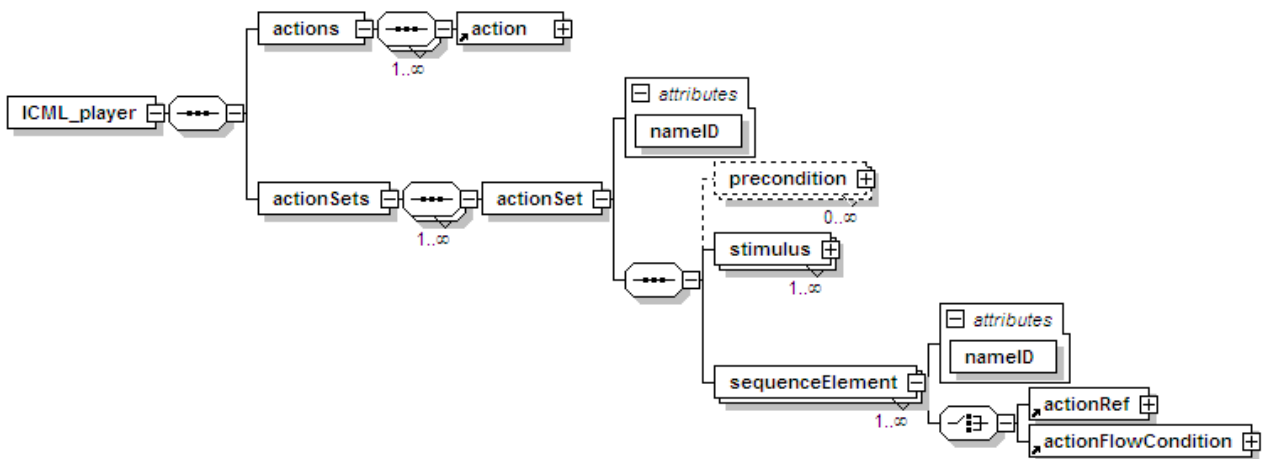 actions
action
1..∞
ICML_player
attributes
nameID
precondition
0..∞
actionSets
actionSet
1..∞
stimulus
1..∞
attributes
nameID
sequenceElement
1..∞
actionRef
actionFlowCondition